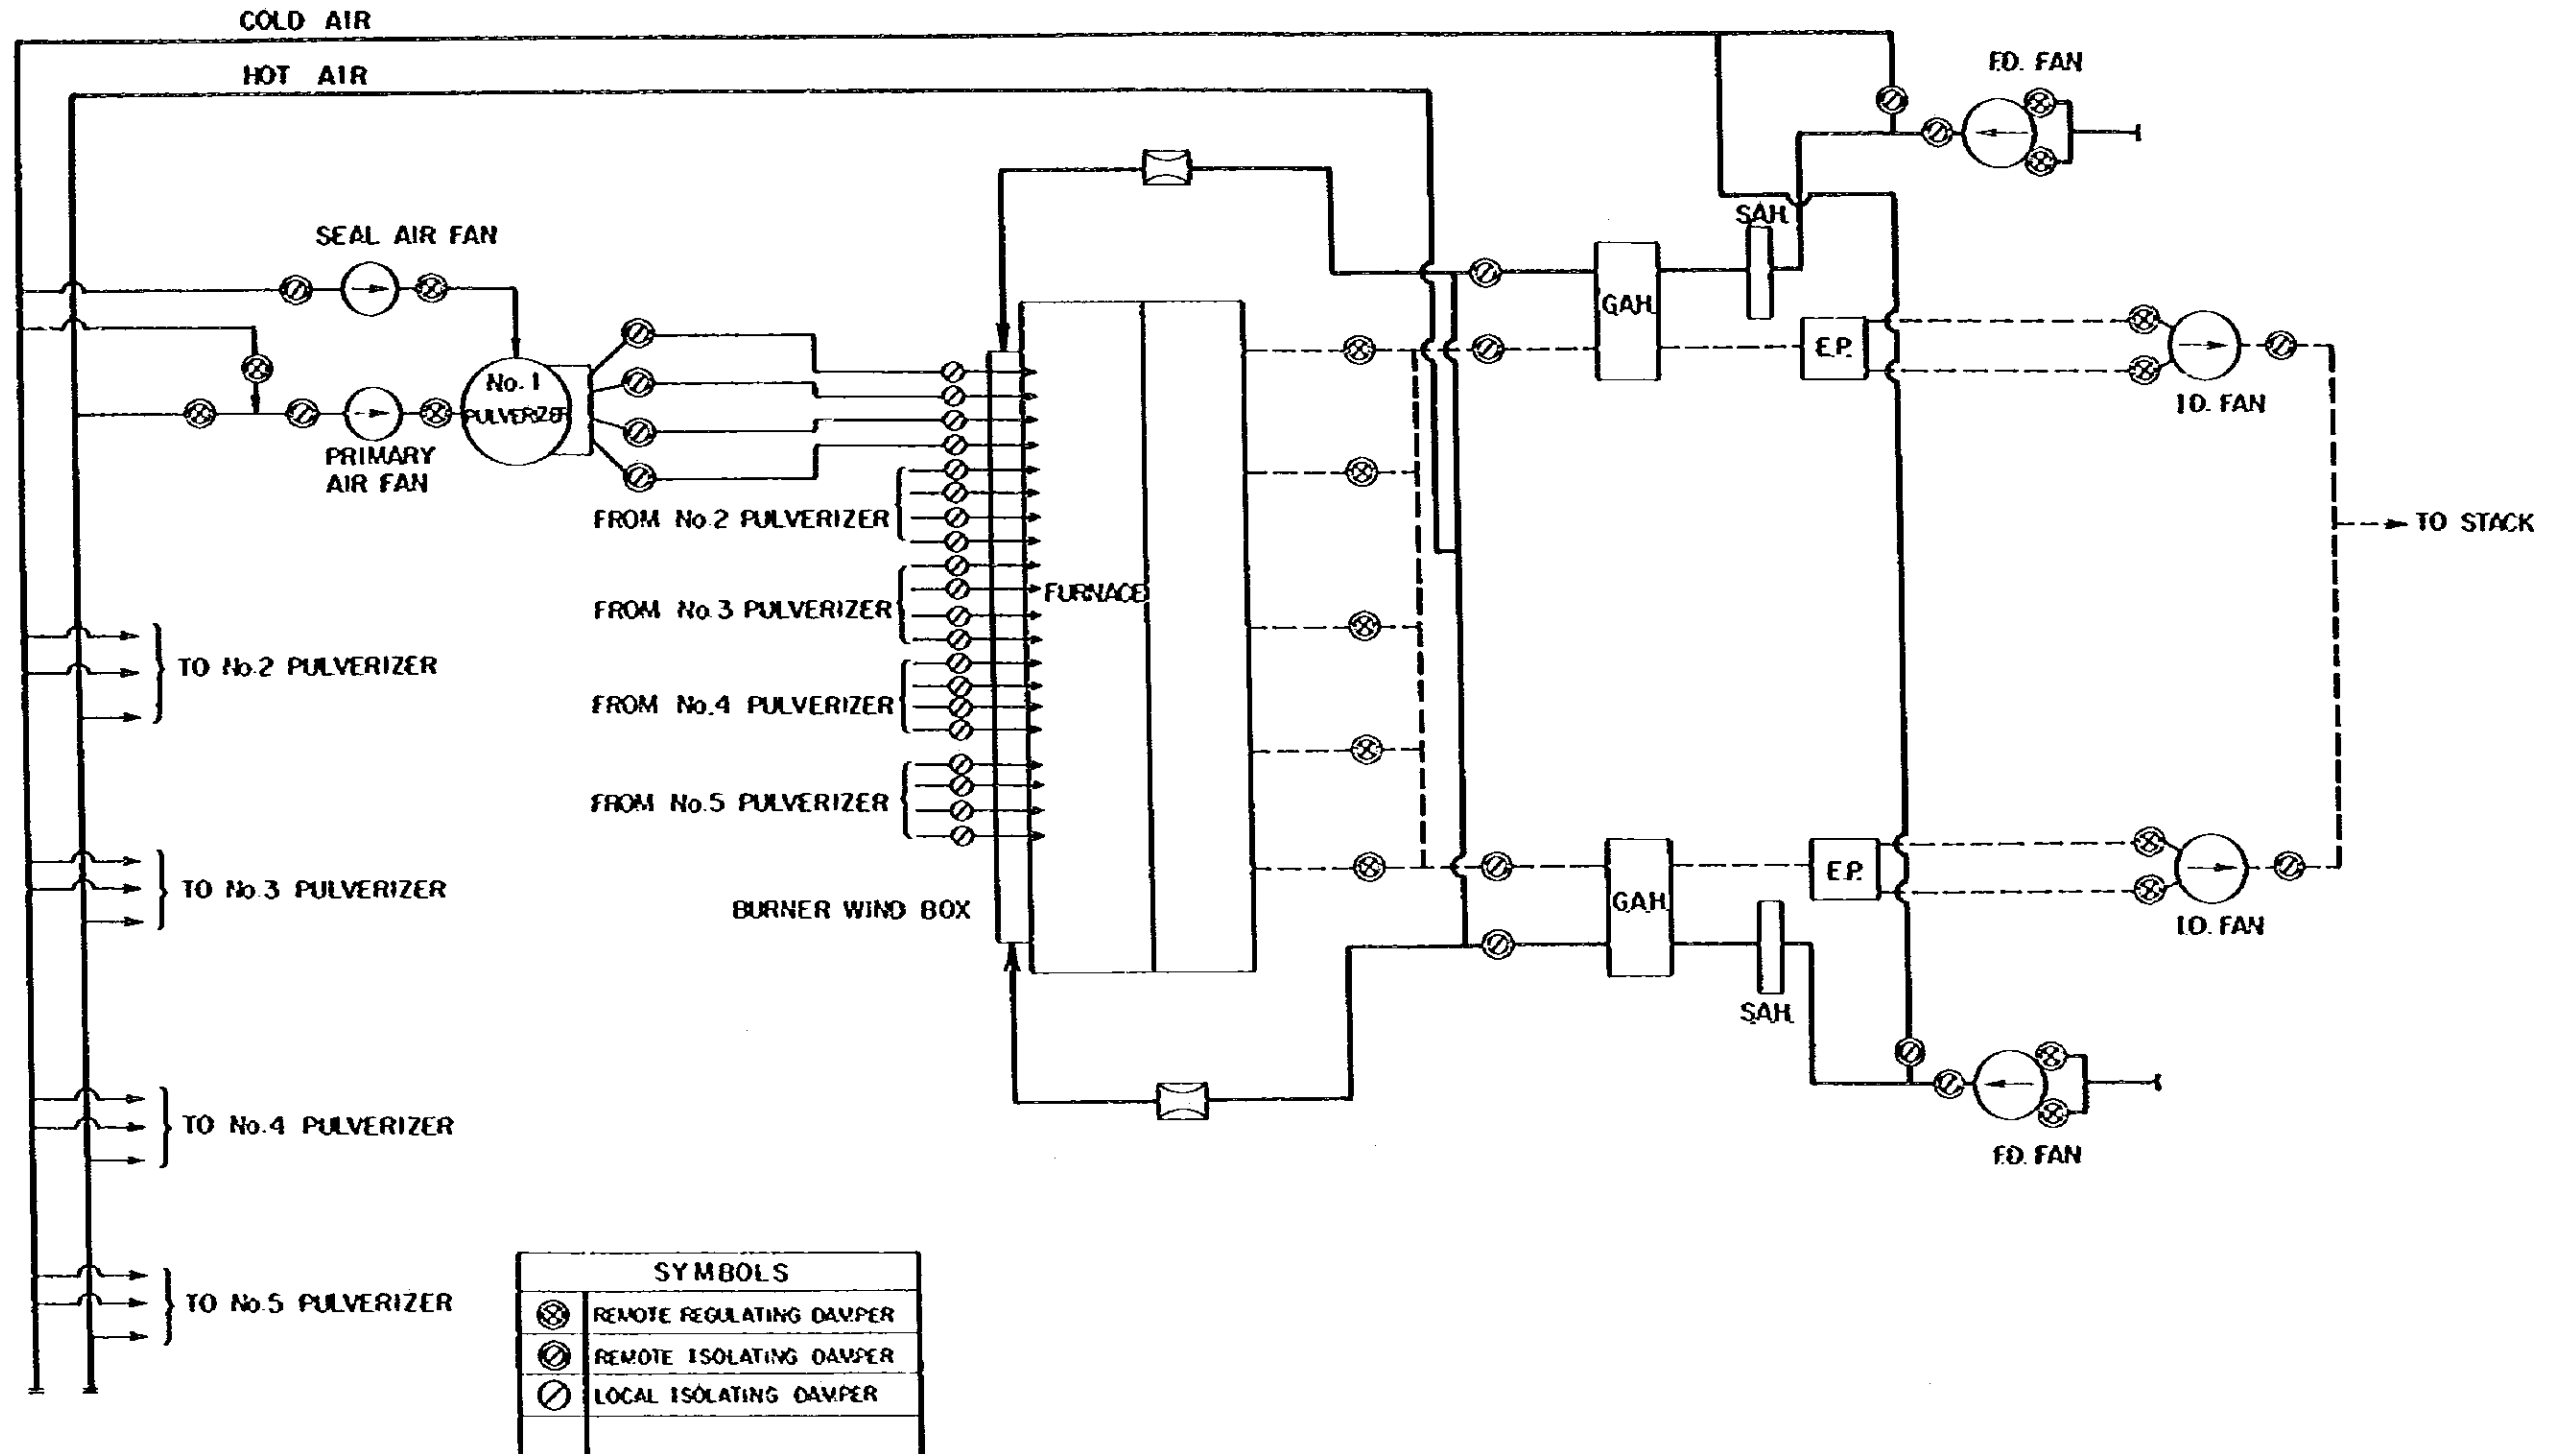 COLD AIR
HOT AIR
F.D. FAN
SAH.
SEAL AIR FAN
GAH.
E.P.
I.D. FAN
No.1
PULVERIZER
PRIMARY
AIR FAN
FROM No.2 PULVERIZER
TO STACK
FURNACE
FROM No.3 PULVERIZER
TO No.2 PULVERIZER
FROM No.4 PULVERIZER
FROM No.5 PULVERIZER
E.P.
TO No.3 PULVERIZER
BURNER WIND BOX
GAH.
I.D. FAN
SAH.
TO No.4 PULVERIZER
F.D. FAN
TO No.5 PULVERIZER
SYMBOLS
REMOTE REGULATING DAMPER
REMOTE ISOLATING DAMPER
LOCAL ISOLATING DAMPER